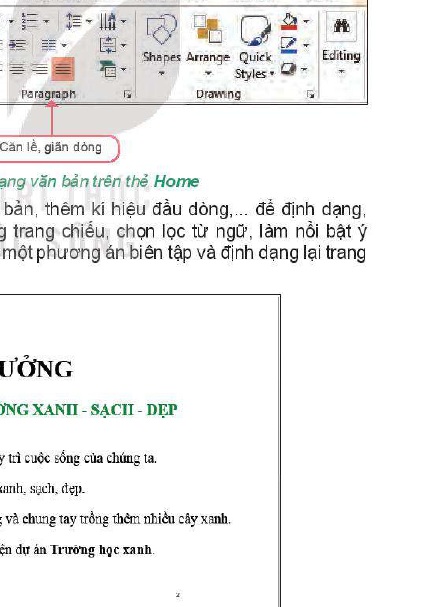 Shapes Arrange Quick Styles Editing
Paragraph Drawing
Căn lề, giãn dòng
ạng văn bản trên thẻ Home
bản, thêm kí hiệu đầu dòng,... để định dạng,
g trang chiếu, chọn lọc từ ngữ, làm nổi bật ý
một phương án biên tập và định dạng lại trang
ƯỞNG
ỜNG XANH - SẠCH - ĐẸP
y trì cuộc sống của chúng ta.
xanh, sạch, đẹp.
g và chung tay trồng thêm nhiều cây xanh.
ện dự án Trường học xanh.
2